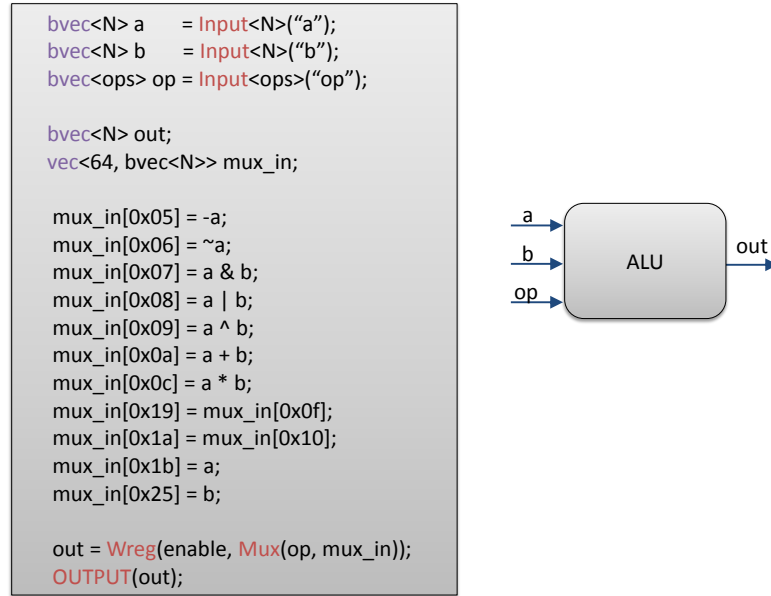 bvec<N> a = Input<N>(“a”);
bvec<N> b = Input<N>(“b”);
bvec<ops> op = Input<ops>(“op”);
bvec<N> out;
vec<64, bvec<N>> mux_in;
mux_in[0x05] = -a;
mux_in[0x06] = ~a;
mux_in[0x07] = a & b;
mux_in[0x08] = a | b;
mux_in[0x09] = a ^ b;
mux_in[0x0a] = a + b;
mux_in[0x0c] = a * b;
mux_in[0x19] = mux_in[0x0f];
mux_in[0x1a] = mux_in[0x10];
mux_in[0x1b] = a;
mux_in[0x25] = b;
out = Wreg(enable, Mux(op, mux_in));
OUTPUT(out);
a
b
op
ALU
out